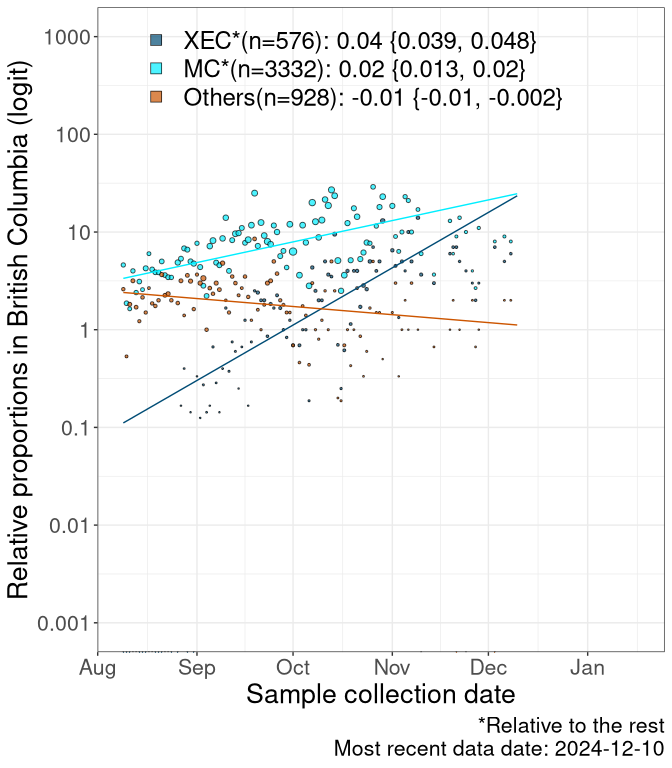 XEC*(n=576): 0.04 {0.039, 0.048}
MC*(n=3332): 0.02 {0.013, 0.02}
Others(n=928): -0.01 {-0.01, -0.002}
Relative proportions in British Columbia (logit)
1000
100
10
1
0.1
0.01
0.001
Aug Sep Oct Nov Dec Jan
Sample collection date
*Relative to the rest
Most recent data date: 2024-12-10